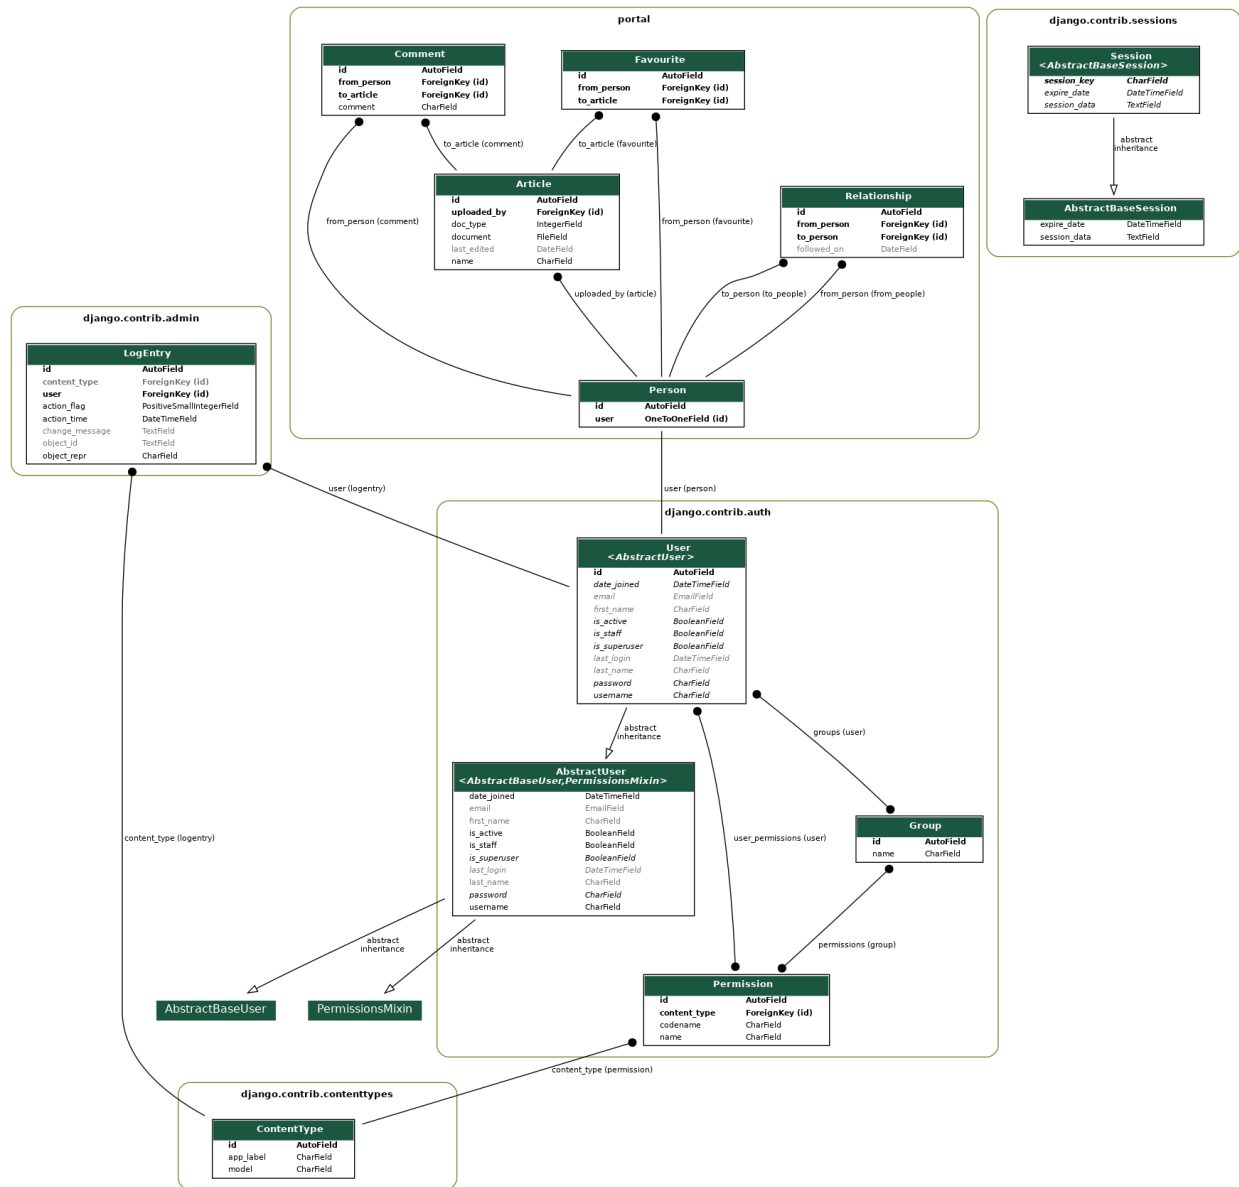 portal
Comment
id AutoField
from_person ForeignKey (id)
to_article ForeignKey (id)
comment CharField
Favourite
id AutoField
from_person ForeignKey (id)
to_article ForeignKey (id)
to_article (comment)
to_article (favourite)
from_person (comment)
from_person (favourite)
Article
id AutoField
uploaded_by ForeignKey (id)
doc_type IntegerField
document FileField
last_edited DateField
name CharField
Relationship
id AutoField
from_person ForeignKey (id)
to_person ForeignKey (id)
followed_on DateField
uploaded_by (article)
to_person (to_people)
from_person (from_people)
Person
id AutoField
user OneToOneField (id)
django.contrib.sessions
Session
<AbstractBaseSession>
session_key CharField
expire_date DateTimeField
session_data TextField
abstract
inheritance
AbstractBaseSession
expire_date DateTimeField
session_data TextField
django.contrib.admin
LogEntry
id AutoField
content_type ForeignKey (id)
user ForeignKey (id)
action_flag PositiveSmallIntegerField
action_time DateTimeField
change_message TextField
object_id TextField
object_repr CharField
user (logentry)
user (person)
django.contrib.auth
User
<AbstractUser>
id AutoField
date_joined DateTimeField
email EmailField
first_name CharField
is_active BooleanField
is_staff BooleanField
is_superuser BooleanField
last_login DateTimeField
last_name CharField
password CharField
username CharField
abstract
inheritance
groups (user)
AbstractUser
<AbstractBaseUser,PermissionsMixin>
date_joined DateTimeField
email EmailField
first_name CharField
is_active BooleanField
is_staff BooleanField
is_superuser BooleanField
last_login DateTimeField
last_name CharField
password CharField
username CharField
content_type (logentry)
user_permissions (user)
Group
id AutoField
name CharField
abstract
inheritance
abstract
inheritance
permissions (group)
AbstractBaseUser
PermissionsMixin
Permission
id AutoField
content_type ForeignKey (id)
codename CharField
name CharField
content_type (permission)
django.contrib.contenttypes
ContentType
id AutoField
app_label CharField
model CharField